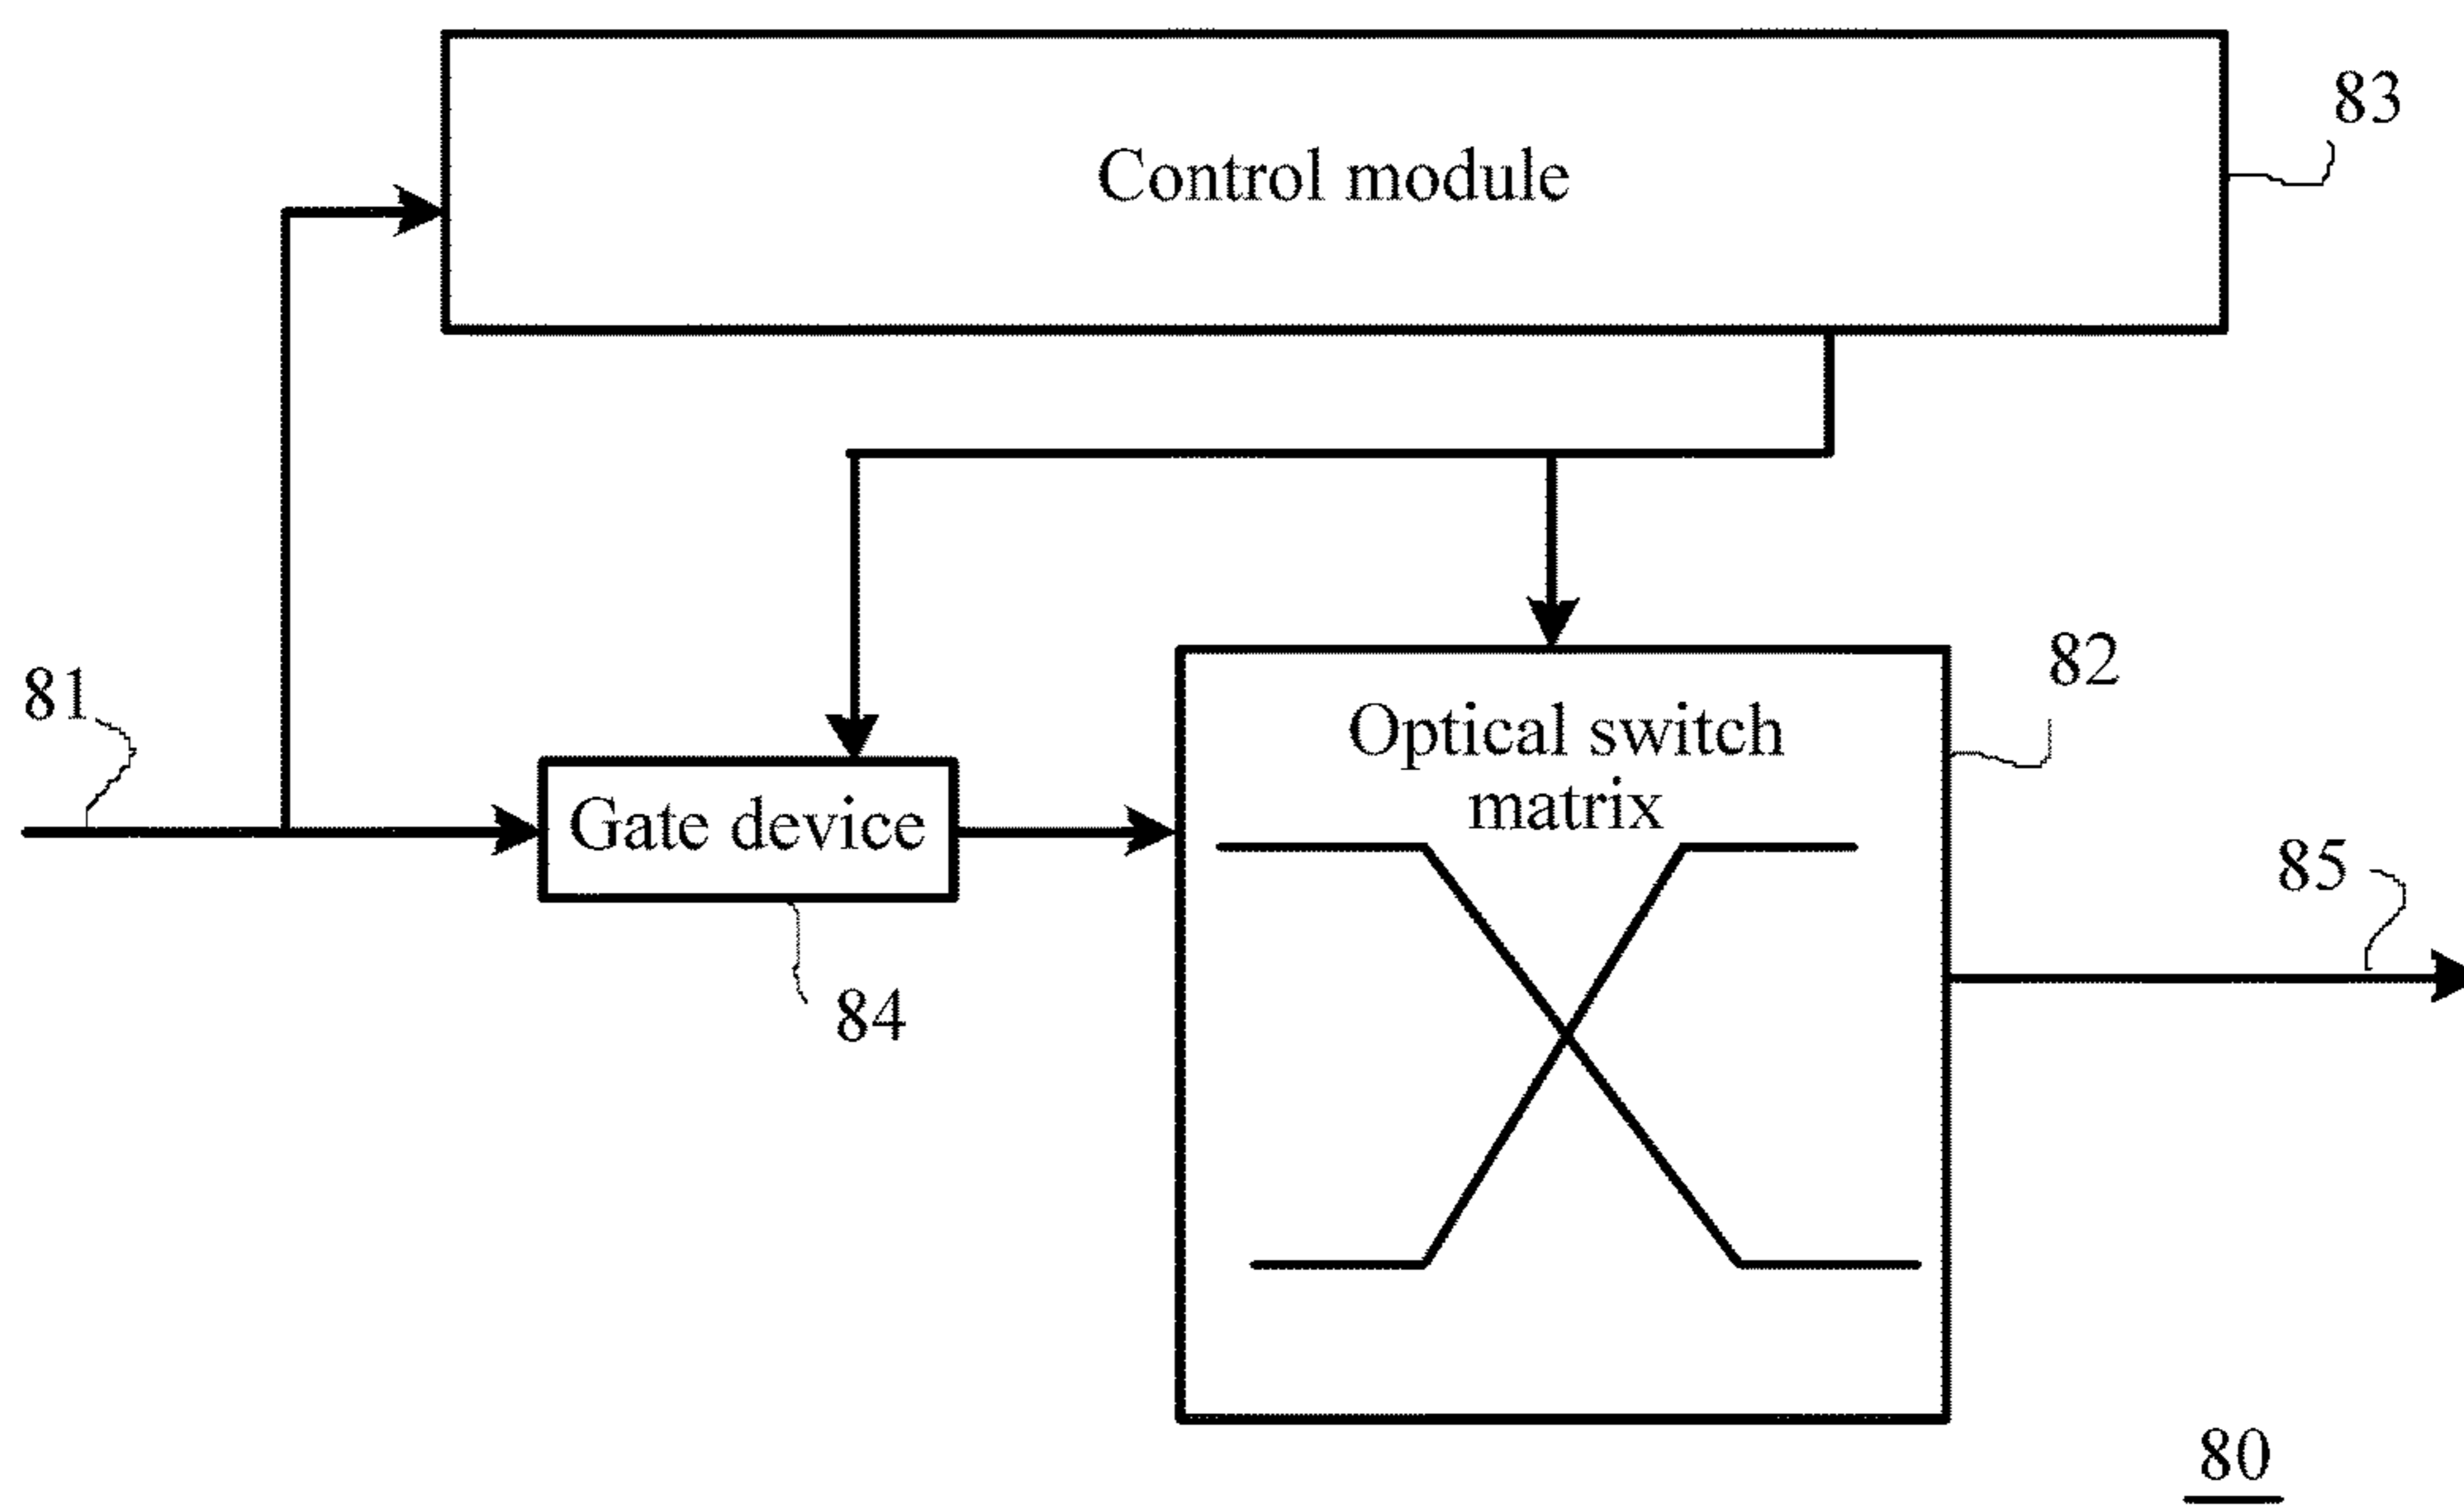 83
Control module
81
82
Optical switch
matrix
Gate device
85
84
80